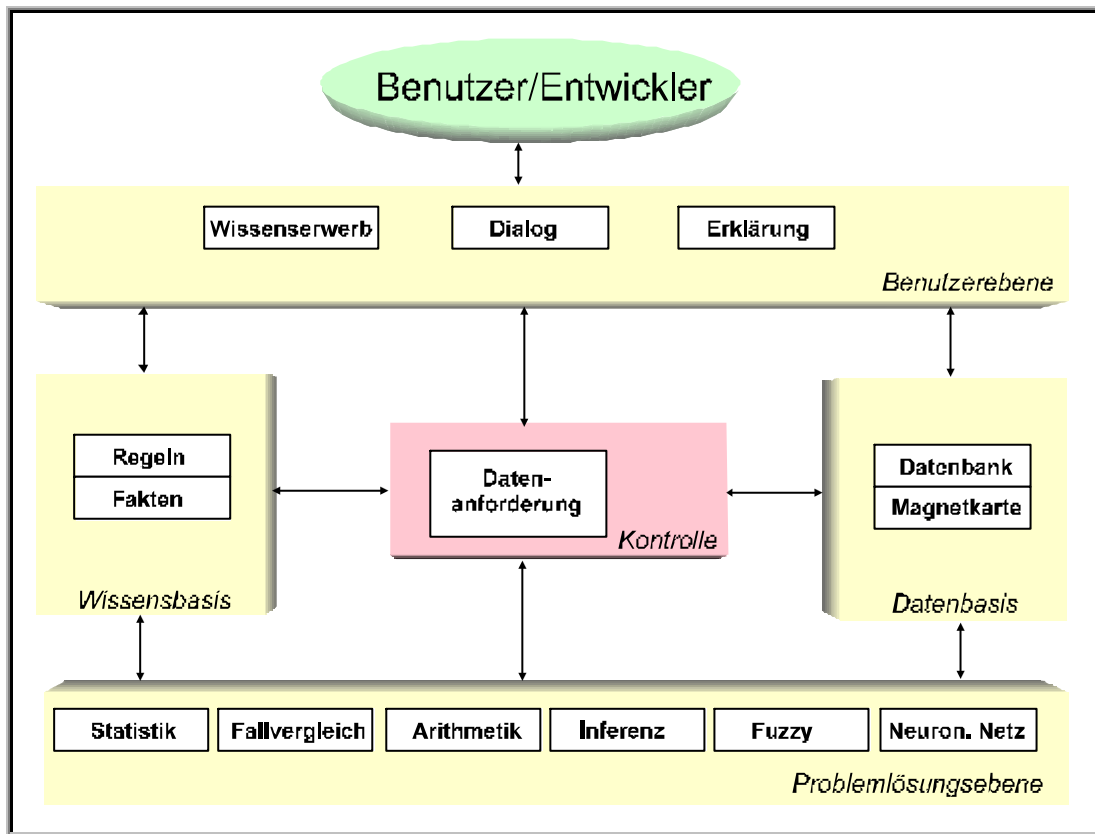 Benutzer/Entwickler
Wissenserwerb
Dialog
Erklärung
Benutzerebene
Regeln
Fakten
Wissensbasis
Daten-
anforderung
Kontrolle
Datenbank
Magnetkarte
Datenbasis
Statistik
Fallvergleich
Arithmetik
Inferenz
Fuzzy
Neuron. Netz
Problemlösungsebene